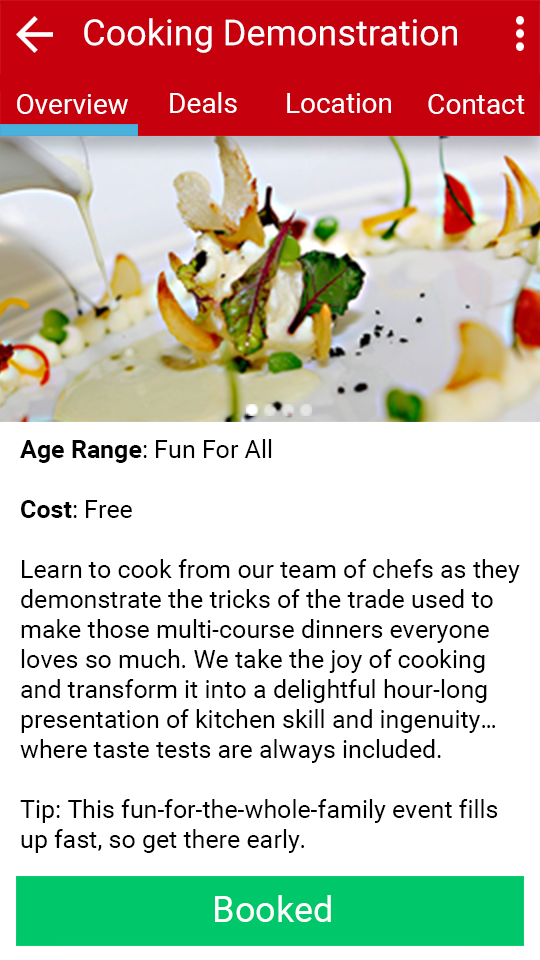 Cooking Demonstration
Overview Deals Location Contact
Age Range: Fun For All
Cost: Free
Learn to cook from our team of chefs as they
demonstrate the tricks of the trade used to
make those multi-course dinners everyone
loves so much. We take the joy of cooking
and transform it into a delightful hour-long
presentation of kitchen skill and ingenuity…
where taste tests are always included.
Tip: This fun-for-the-whole-family event fills
up fast, so get there early.
Booked